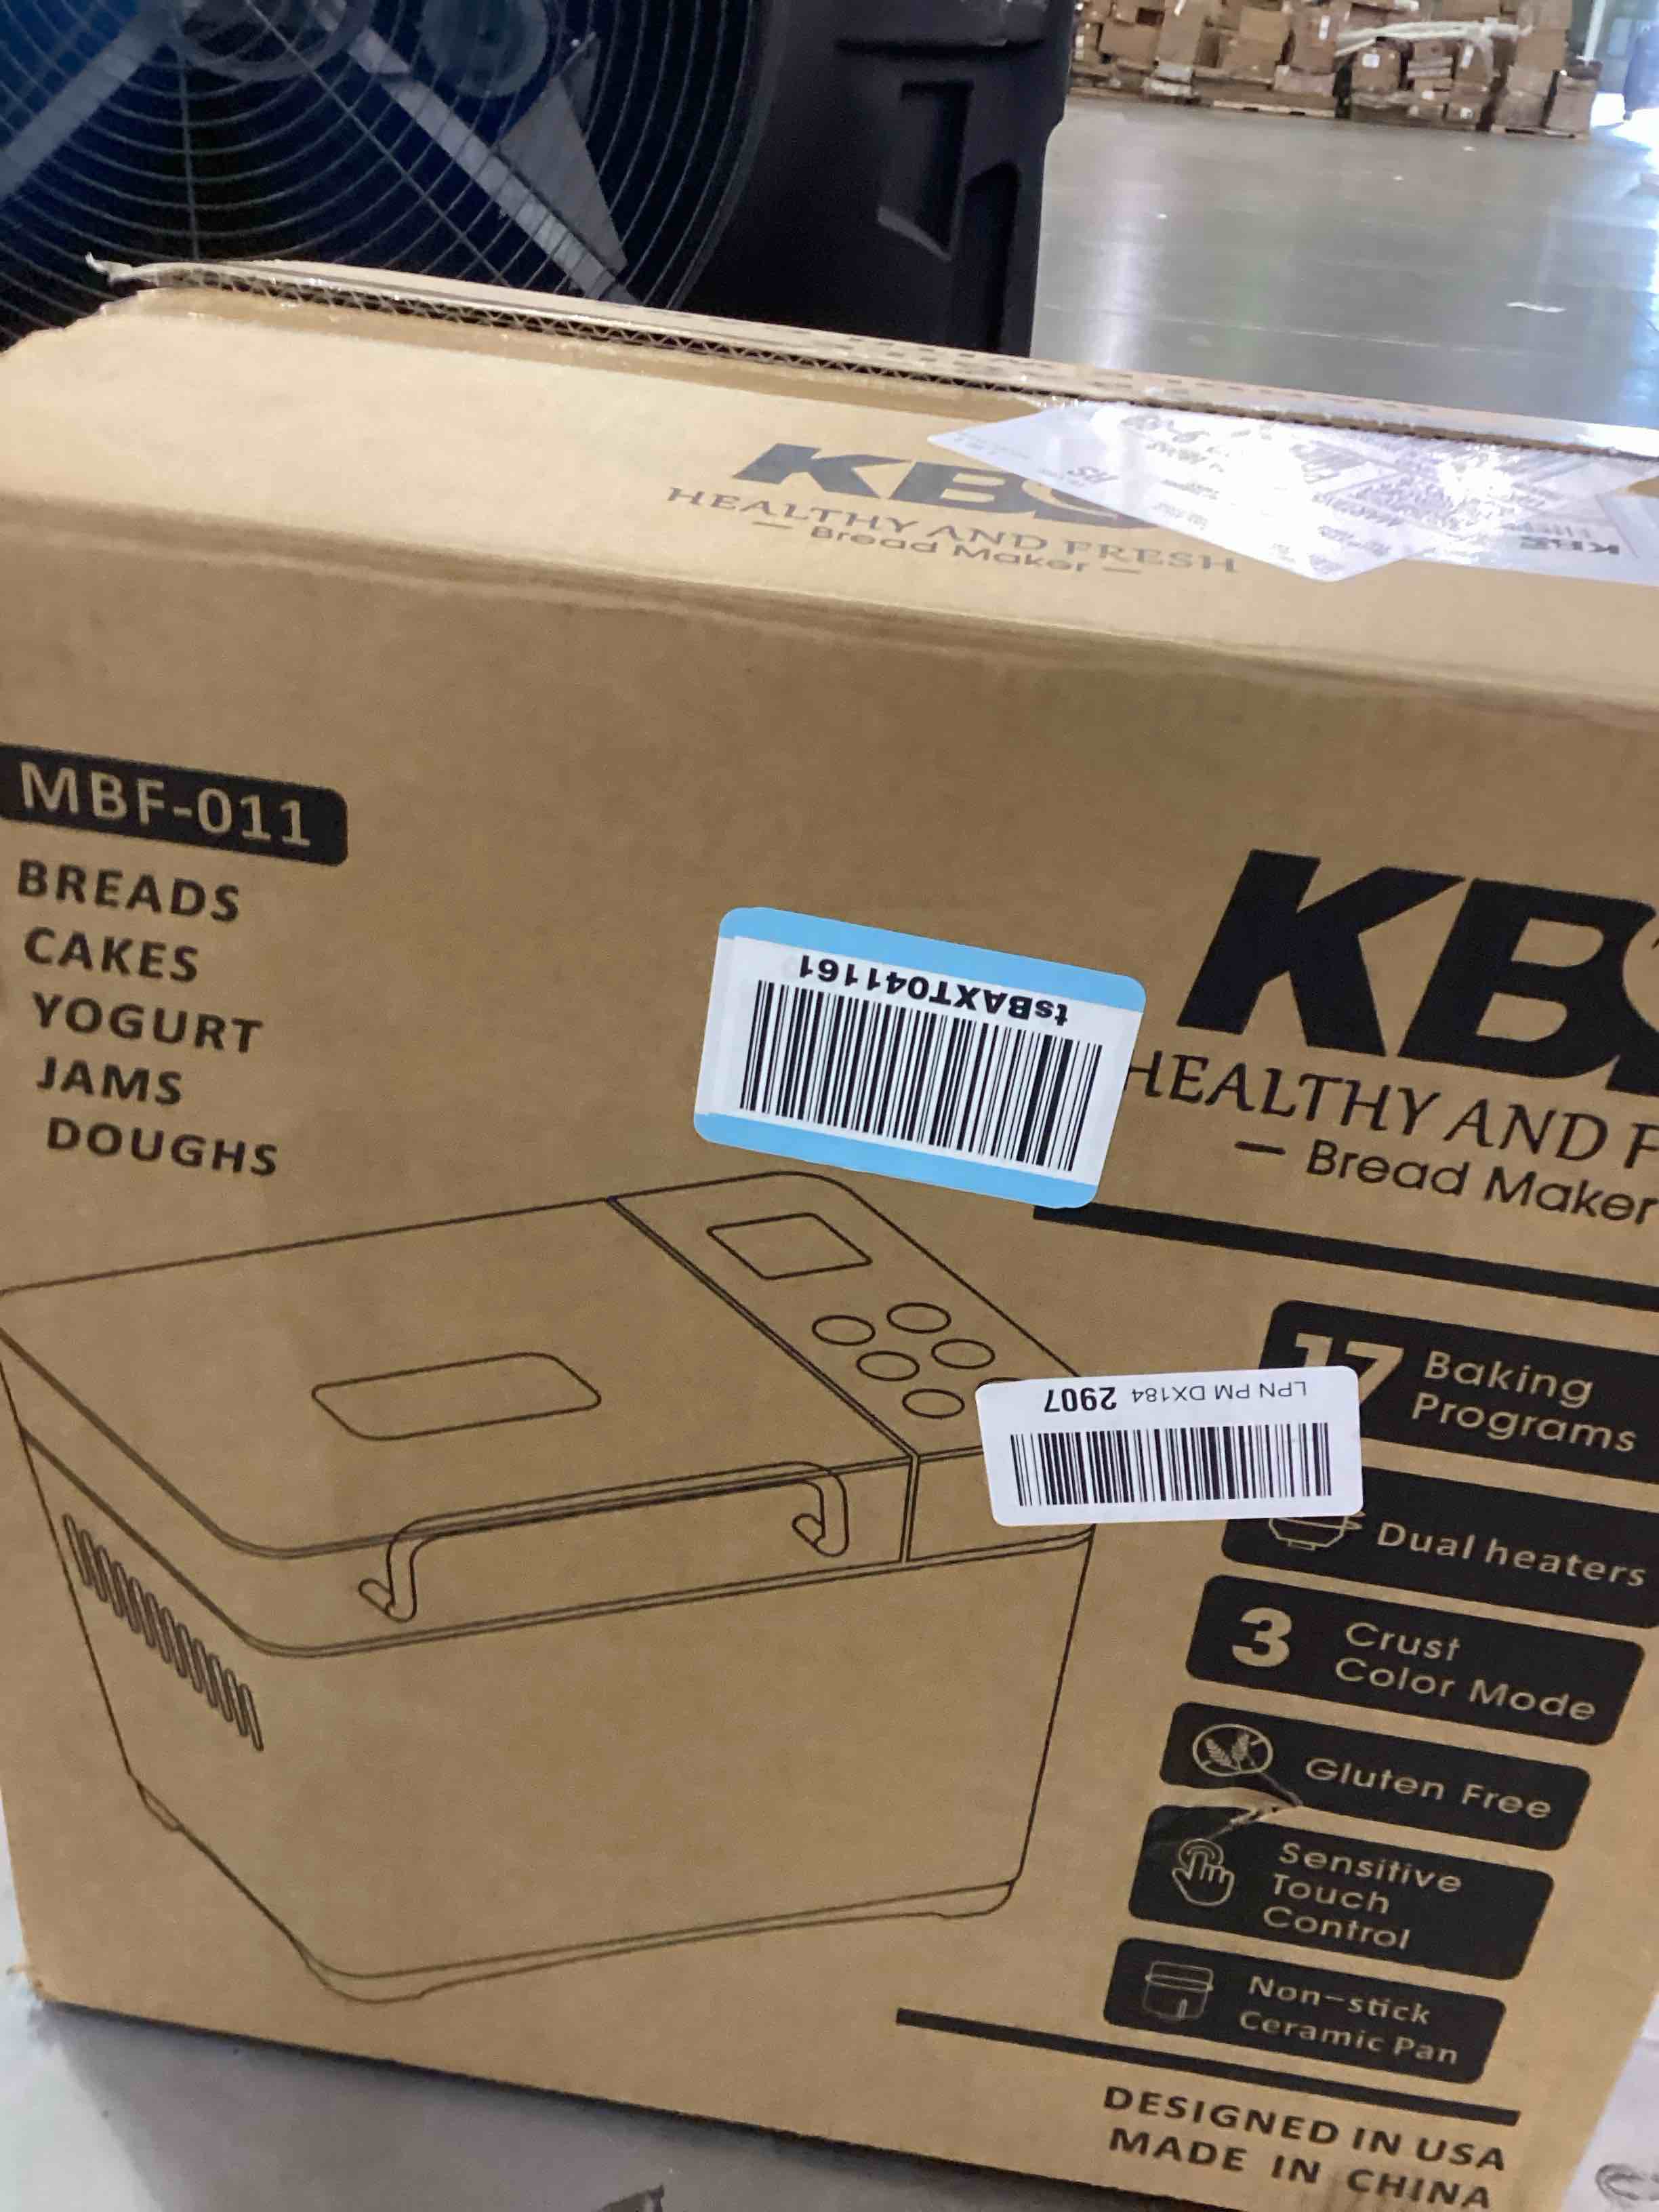 KBS
HEALTHY AND FRESH
— Bread Maker —
KBS
MBF-011
BREADS
CAKES
YOGURT
JAMS
DOUGHS
tsBAXT041161
KBS
HEALTHY AND F
— Bread Maker
17 Baking
Programs
LPN PM DX184 2907
Dual heaters
3 Crust
Color Mode
Gluten Free
Sensitive
Touch
Control
Non-stick
Ceramic Pan
DESIGNED IN USA
MADE IN CHINA